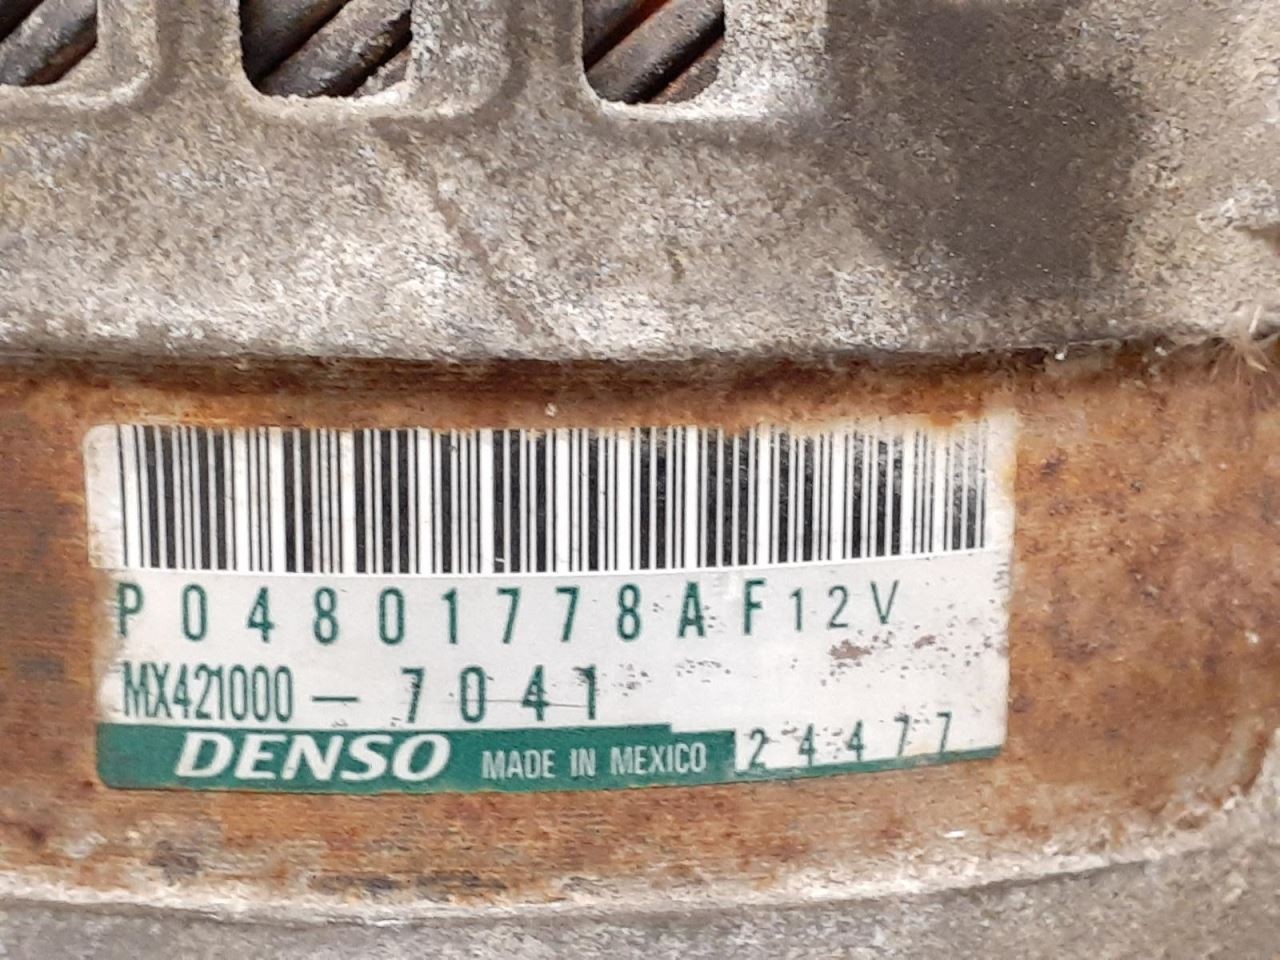 P04801778AF 12V
MX421000-7041
DENSO MADE IN MEXICO 24477